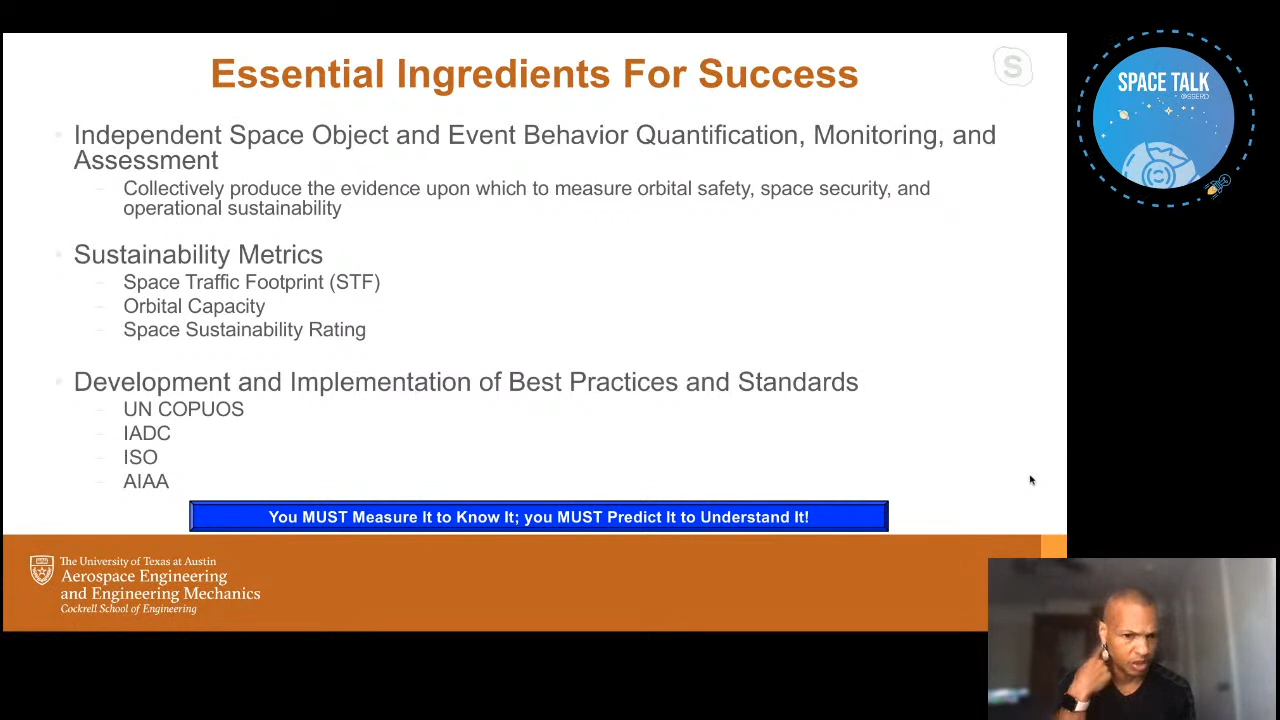 Essential Ingredients For Success
S
SPACE TALK
@SSERD
Independent Space Object and Event Behavior Quantification, Monitoring, and
Assessment
Collectively produce the evidence upon which to measure orbital safety, space security, and
operational sustainability
Sustainability Metrics
Space Traffic Footprint (STF)
Orbital Capacity
Space Sustainability Rating
Development and Implementation of Best Practices and Standards
UN COPUOS
IADC
ISO
AIAA
You MUST Measure It to Know It; you MUST Predict It to Understand It!
The University of Texas at Austin
Aerospace Engineering
and Engineering Mechanics
Cockrell School of Engineering